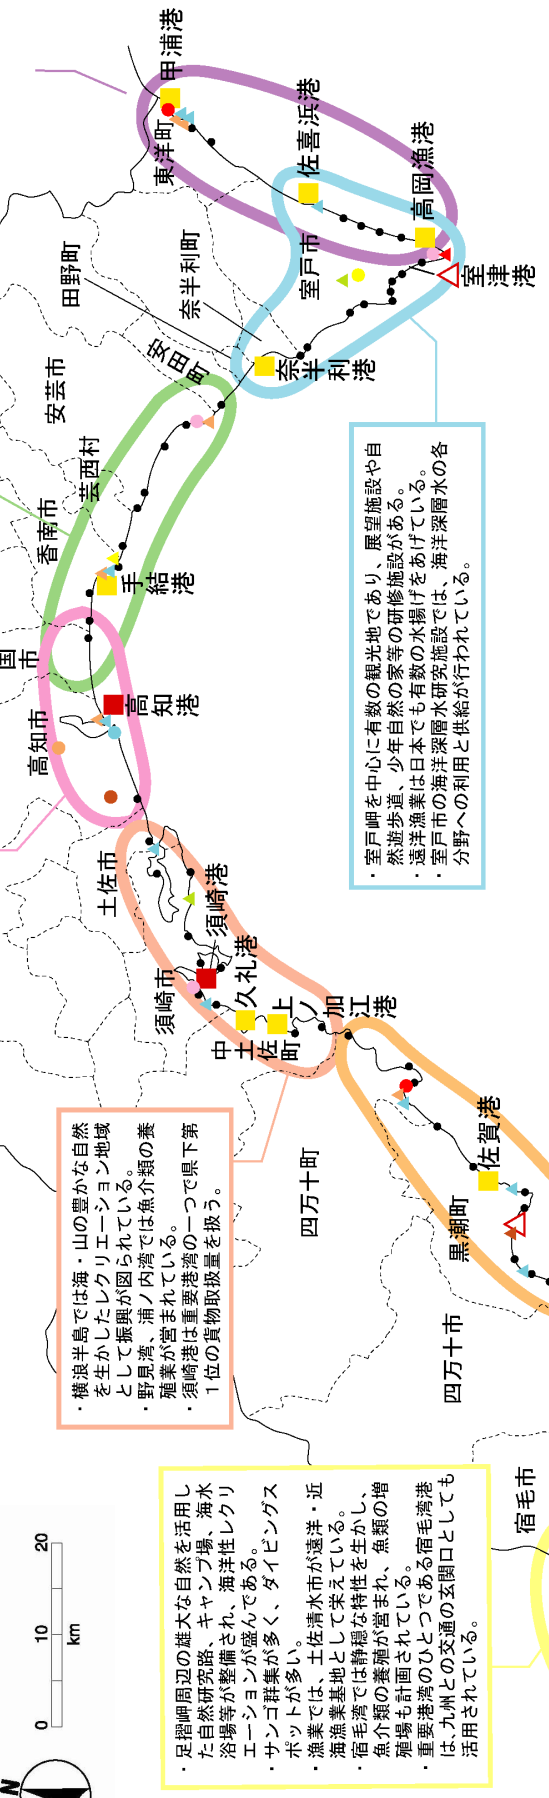 甲浦港
東洋町
佐喜浜港
高岡漁港
室戸市
室津港
奈半利町
田野町
奈半利港
安田町
安芸市
芸西村
香南市
手結港
国市
高知市
高知港
土佐市
須崎港
須崎市
久礼港
上ノ加江港
中土佐町
四万十町
佐賀港
黒潮町
四万十市
宿毛市
・室戸岬を中心に有数の観光地であり、展望施設や自
然遊歩道、少年自然の家等の研修施設がある。
・遠洋漁業は日本でも有数の水揚げをあげている。
・室戸市の海洋深層水研究施設では、海洋深層水の各
分野への利用と供給が行われている。
・横浪半島では海・山の豊かな自然
を生かしたレクリエーション地域
として振興が図られている。
・野見湾、浦ノ内湾では魚介類の養
殖業が営まれている。
・須崎港は重要港湾の一つで県下第
1位の貨物取扱量を扱う。
・足摺岬周辺の雄大な自然を活用し
た自然研究路、キャンプ場、海水
浴場等が整備され、海洋性レクリ
エーションが盛んである。
・サンゴ群集が多く、ダイビングス
ポットが多い。
・漁業では、土佐清水市が遠洋・近
海漁業基地として栄えている。
・宿毛湾では静穏な特性を生かし、
魚介類の養殖が営まれ、魚類の増
殖場も計画されている。
・重要港湾のひとつである宿毛湾港
は、九州との交通の玄関口としても
活用されている。
0 10 20
km
N